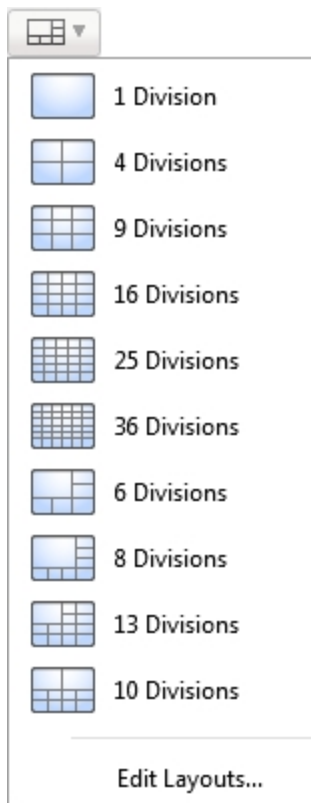 1 Division
4 Divisions
9 Divisions
16 Divisions
25 Divisions
36 Divisions
6 Divisions
8 Divisions
13 Divisions
10 Divisions
Edit Layouts...